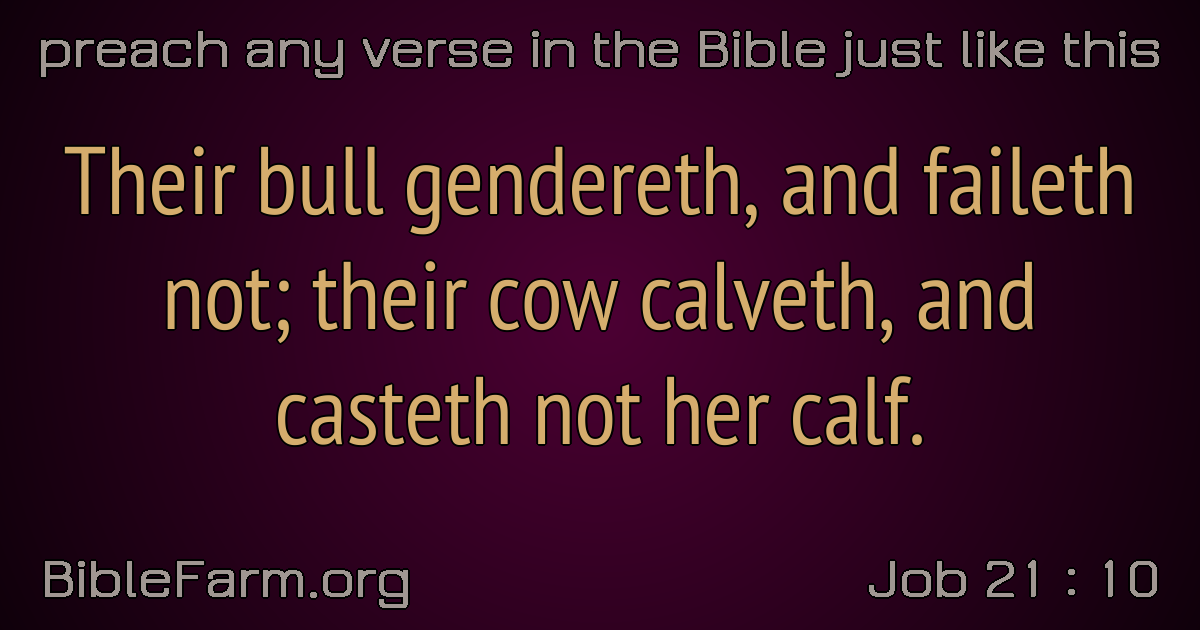 preach any verse in the Bible just like this
Their bull gendereth, and faileth
not; their cow calveth, and
casteth not her calf.
BibleFarm.org
Job 21 : 10